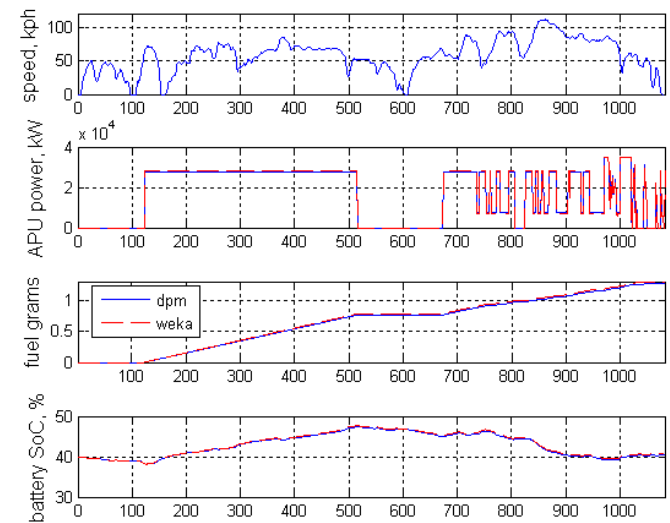 speed, kph
100
50
0
0 100 200 300 400 500 600 700 800 900 1000
x 10^4
APU power, kW
4
2
0
0 100 200 300 400 500 600 700 800 900 1000
fuel grams
1
0.5
0
dpm
weka
100 200 300 400 500 600 700 800 900 1000
battery SoC, %
50
40
30
0 100 200 300 400 500 600 700 800 900 1000